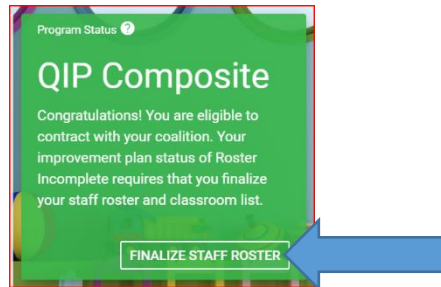 Program Status ?
QIP Composite
Congratulations! You are eligible to
contract with your coalition. Your
improvement plan status of Roster
Incomplete requires that you finalize
your staff roster and classroom list.
FINALIZE STAFF ROSTER